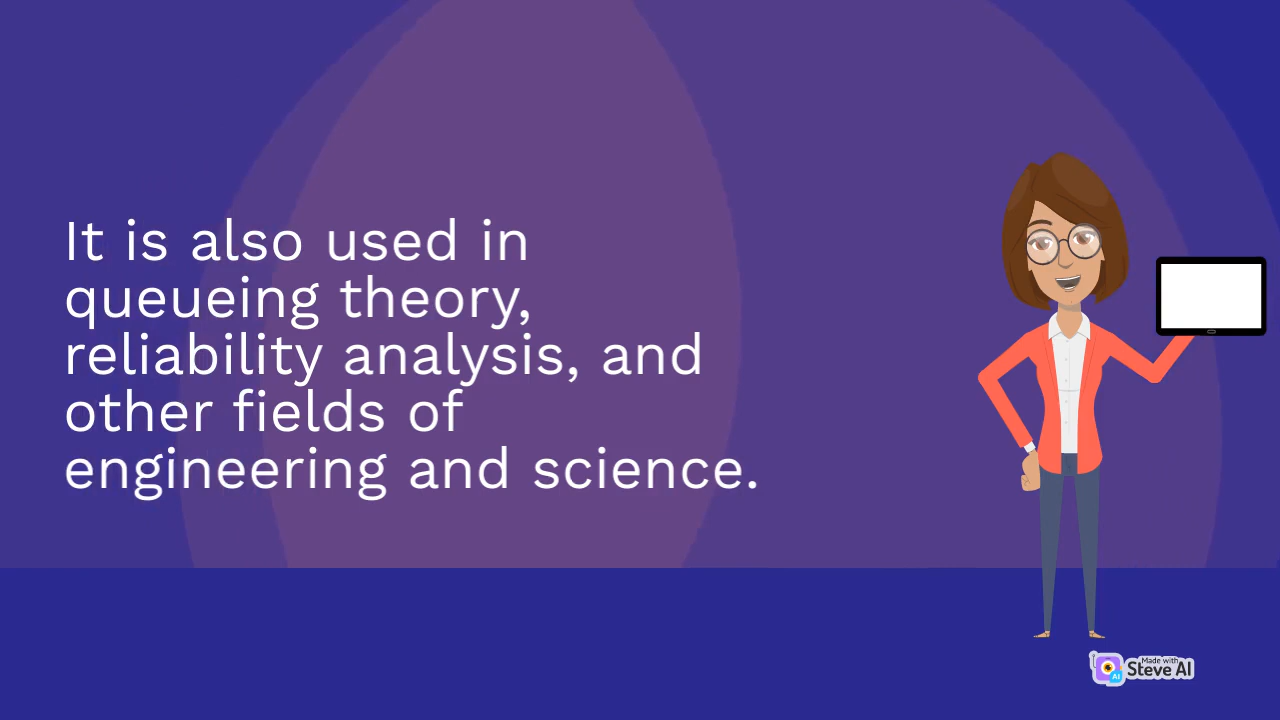 It is also used in
queueing theory,
reliability analysis, and
other fields of
engineering and science.
Made with
Steve AI
AI